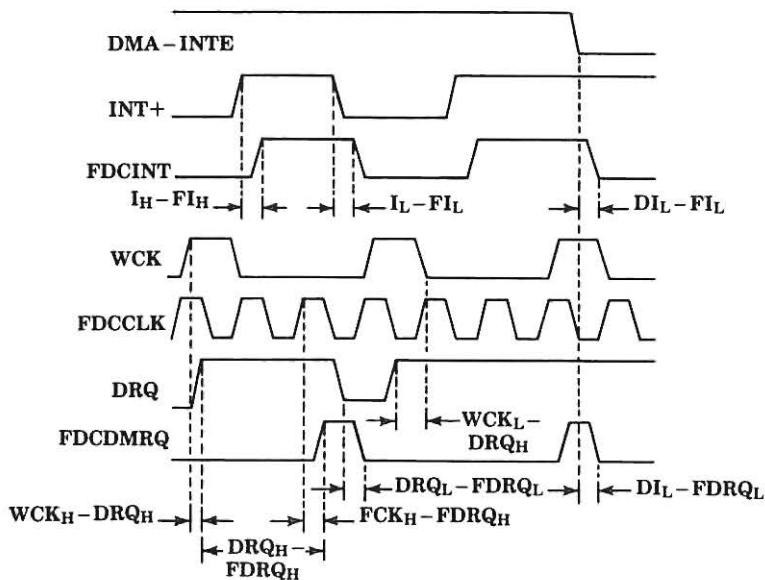 DMA–INTE
INT+
FDCINT
IH–FIH
IL–FIL
DIL–FIL
WCK
FDCCLK
DRQ
WCKL–
DRQH
FDCDMRQ
DRQL–FDRQL
DIL–FDRQL
WCKH–DRQH
FCKH–FDRQH
DRQH–
FDRQH